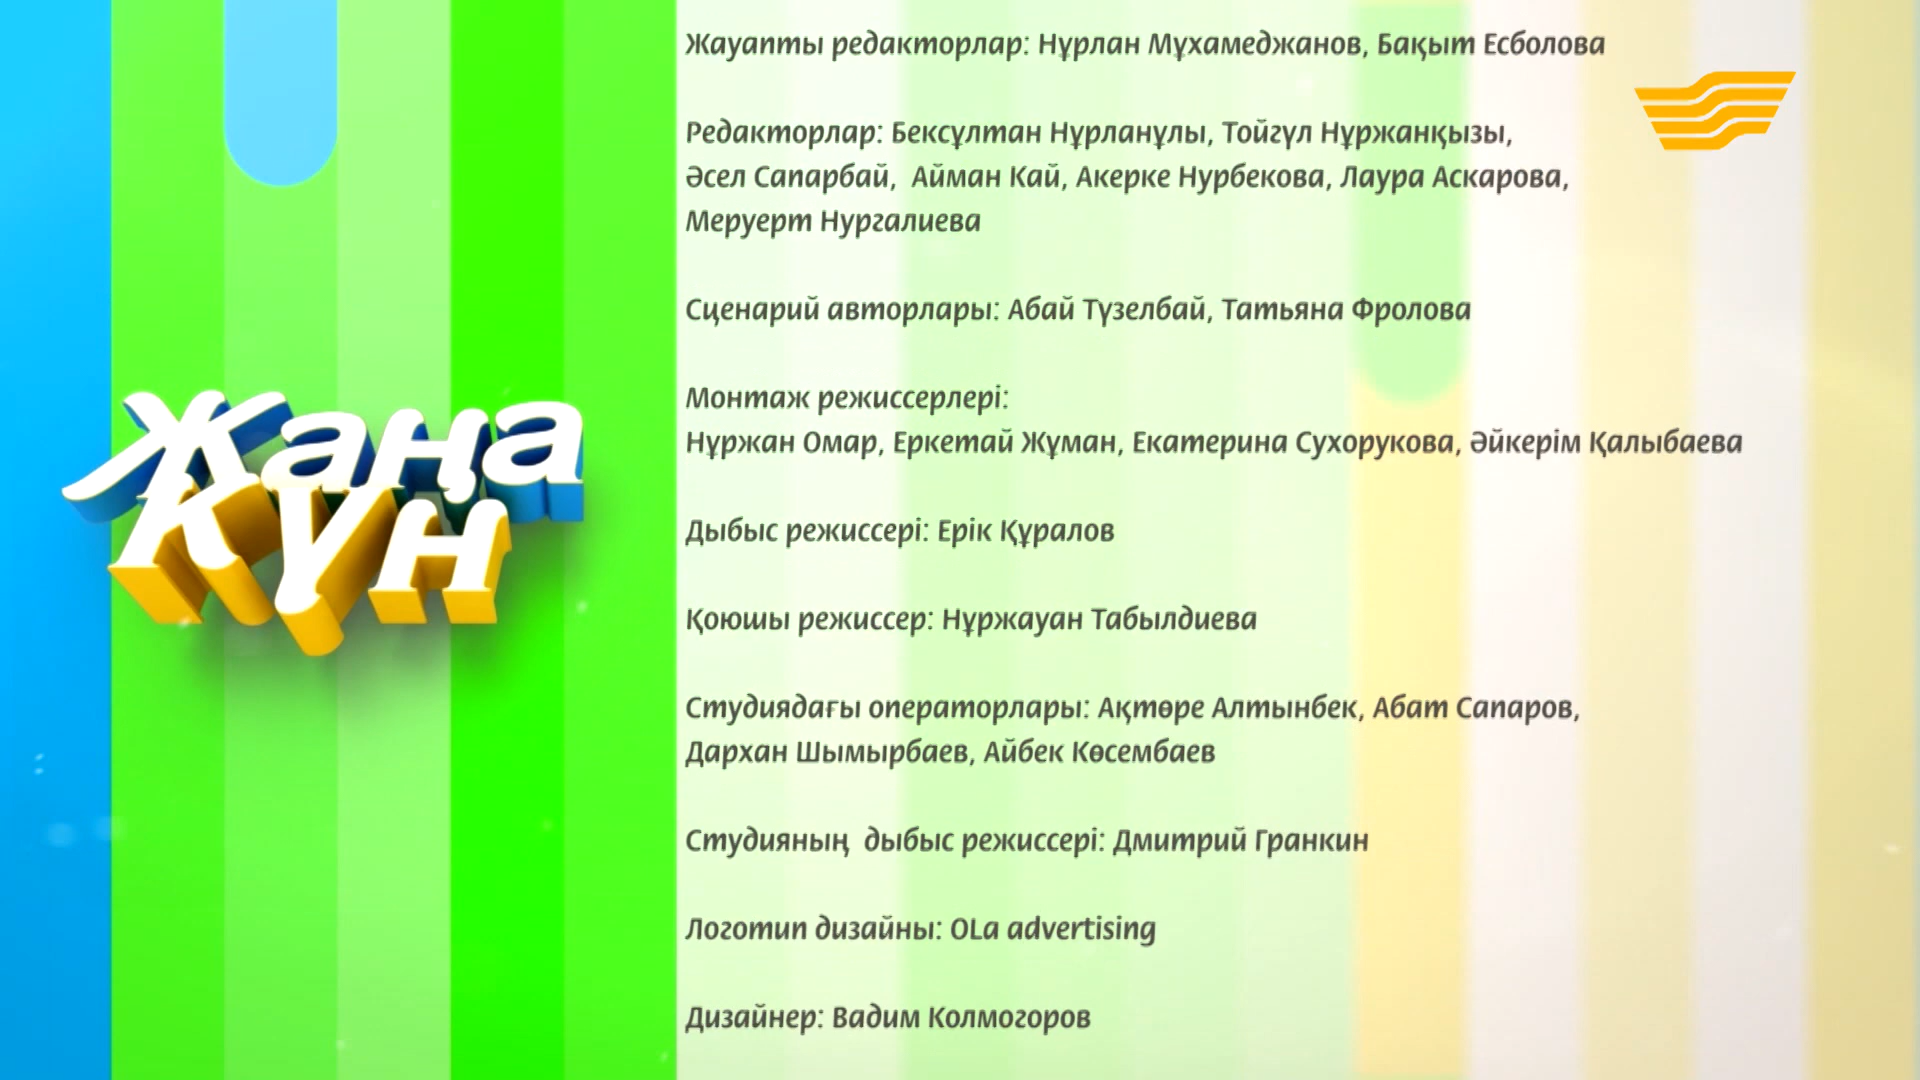 Жаңа
Күн
Жауапты редакторлар: Нұрлан Мұхамеджанов, Бақыт Есболова
Редакторлар: Бексұлтан Нұрланұлы, Тойгүл Нұржанқызы,
Әсел Сапарбай,  Айман Кай, Акерке Нурбекова, Лаура Аскарова,
Меруерт Нургалиева
Сценарий авторлары: Абай Түзелбай, Татьяна Фролова
Монтаж режиссерлері:
Нұржан Омар, Еркетай Жұман, Екатерина Сухорукова, Әйкерім Қалыбаева
Дыбыс режиссері: Ерік Құралов
Қоюшы режиссер: Нұржауан Табылдиева
Студиядағы операторлары: Ақтөре Алтынбек, Абат Сапаров,
Дархан Шымырбаев, Айбек Көсембаев
Студияның  дыбыс режиссері: Дмитрий Гранкин
Логотип дизайны: OLa advertising
Дизайнер: Вадим Колмогоров